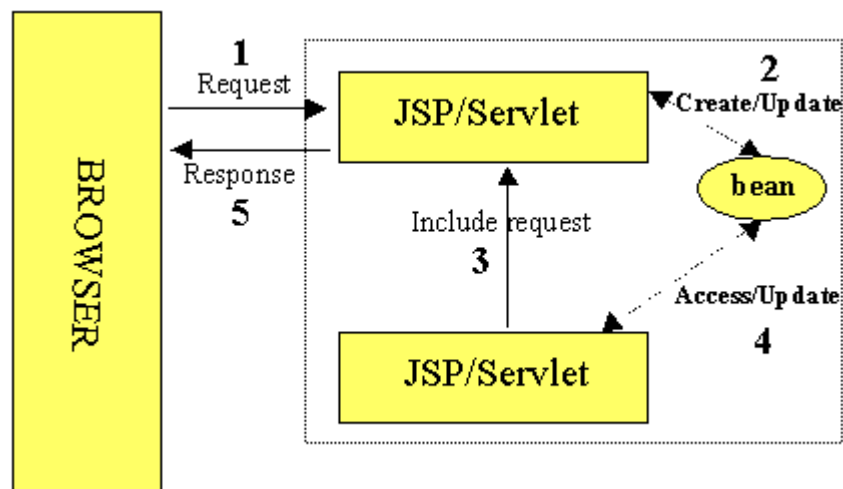 BROWSER
1
Request
JSP/Servlet
2
Create/Update
Response
5
bean
Include request
3
Access/Update
4
JSP/Servlet